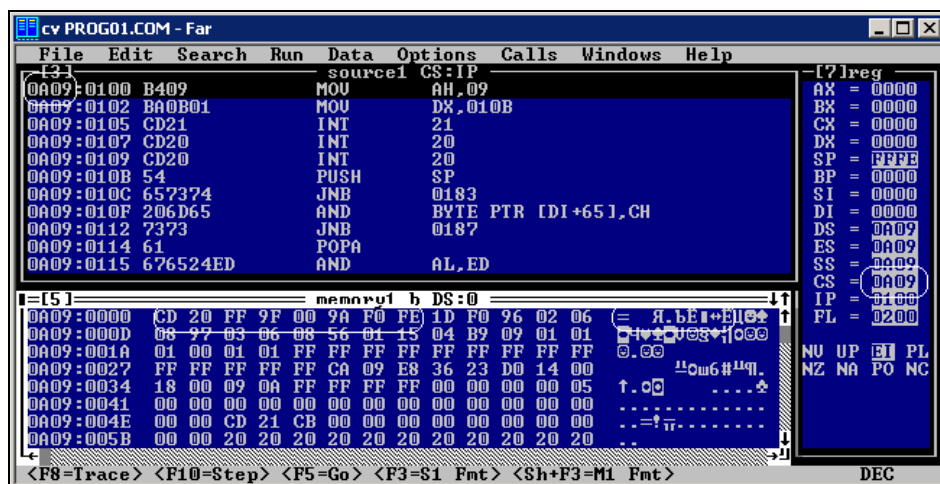 cv PROG01.COM - Far
File Edit Search Run Data Options Calls Windows Help
[3] source1 CS:IP
0A09:0100 B409 MOV AH,09
0A09:0102 BA0B01 MOV DX,010B
0A09:0105 CD21 INT 21
0A09:0107 CD20 INT 20
0A09:0109 CD20 INT 20
0A09:010B 54 PUSH SP
0A09:010C 657374 JNB 0183
0A09:010F 206D65 AND BYTE PTR [DI+65],CH
0A09:0112 7373 JNB 0187
0A09:0114 61 POPA
0A09:0115 676524ED AND AL,ED
[7]reg
AX = 0000
BX = 0000
CX = 0000
DX = 0000
SP = FFFE
BP = 0000
SI = 0000
DI = 0000
DS = 0A09
ES = 0A09
SS = 0A09
CS = 0A09
IP = 0100
FL = 0200
NV UP EI PL
NZ NA PO NC
[5] memory1 b DS:0
0A09:0000 CD 20 FF 9F 00 9A F0 FE 1D F0 96 02 06
0A09:000D 08 97 03 06 08 56 01 15 04 B9 09 01 01
0A09:001A 01 00 01 01 FF FF FF FF FF FF FF FF FF
0A09:0027 FF FF FF FF FF CA 09 E8 36 23 D0 14 00
0A09:0034 18 00 09 0A FF FF FF FF 00 00 00 00 05
0A09:0041 00 00 00 00 00 00 00 00 00 00 00 00 00
0A09:004E 00 00 CD 21 CB 00 00 00 00 00 00 00 00
0A09:005B 00 00 20 20 20 20 20 20 20 20 20 20 20
<F8=Trace> <F10=Step> <F5=Go> <F3=S1 Fmt> <Sh+F3=M1 Fmt> DEC